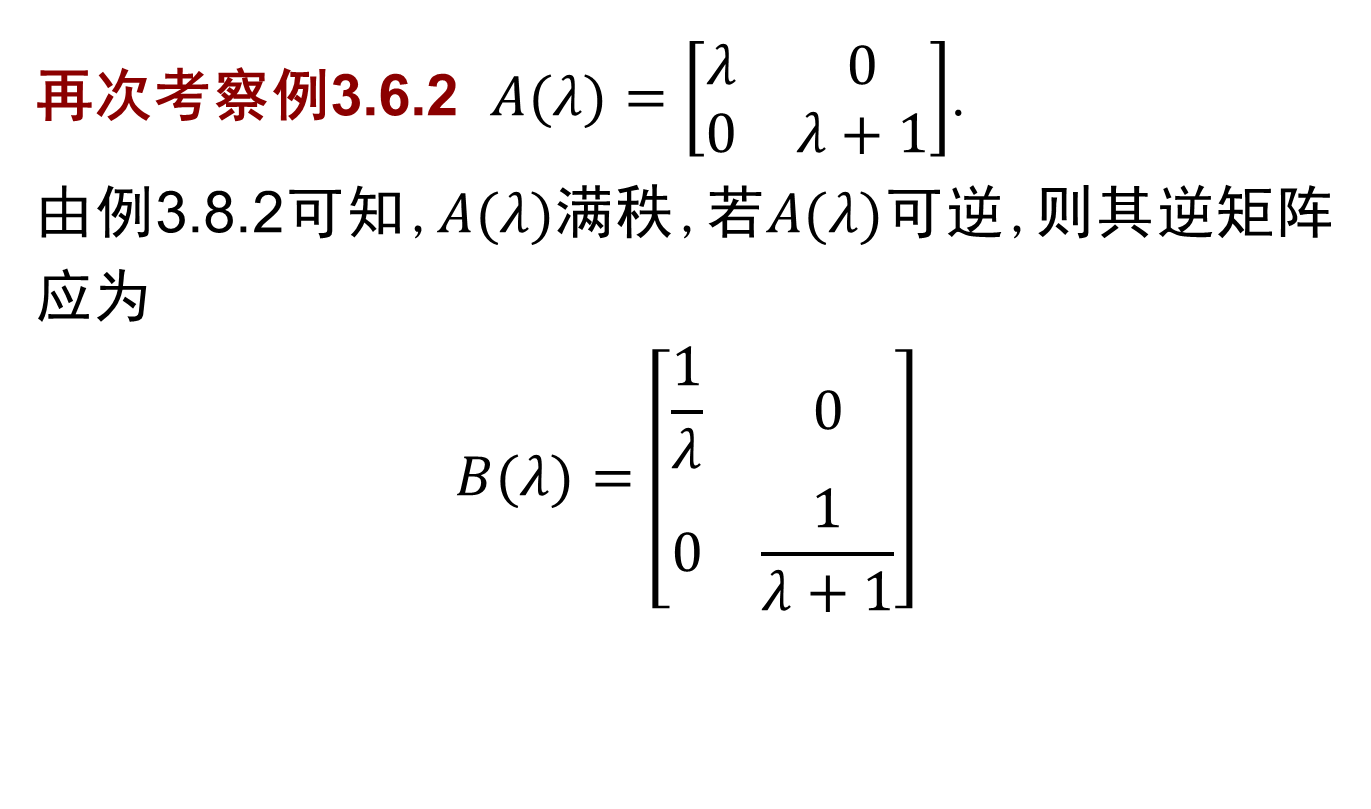 再次考察例3.6.2 A(λ) = [λ 0
0 λ + 1].
由例3.8.2可知, A(λ)满秩, 若A(λ)可逆, 则其逆矩阵
应为
B(λ) = [1/λ 0
0 1/(λ + 1)]